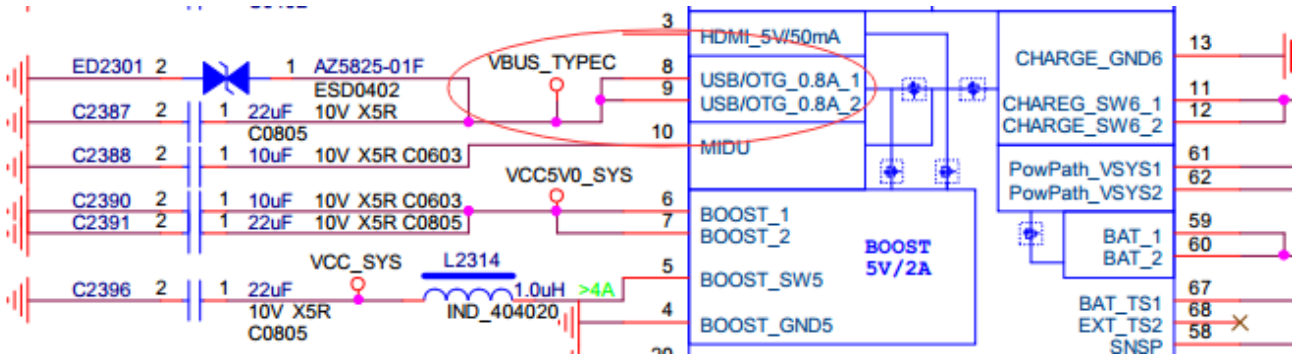 3
HDMI_5V/50mA
13
CHARGE_GND6
ED2301 2 1 AZ5825-01F
ESD0402
VBUS_TYPEC
8
USB/OTG_0.8A_1
9
USB/OTG_0.8A_2
11
CHAREG_SW6_1
12
CHARGE_SW6_2
C2387 2 1 22uF 10V X5R
C0805
10
MIDU
C2388 2 1 10uF 10V X5R C0603
61
PowPath_VSYS1
62
PowPath_VSYS2
VCC5V0_SYS
C2390 2 1 10uF 10V X5R C0603
6
BOOST_1
C2391 2 1 22uF 10V X5R C0805
7
BOOST_2
BOOST
5V/2A
59
BAT_1
60
BAT_2
VCC_SYS
L2314
5
BOOST_SW5
C2396 2 1 22uF
10V X5R
C0805
1.0uH >4A
IND_404020
4
BOOST_GND5
67
BAT_TS1
68
EXT_TS2
58
SNSP